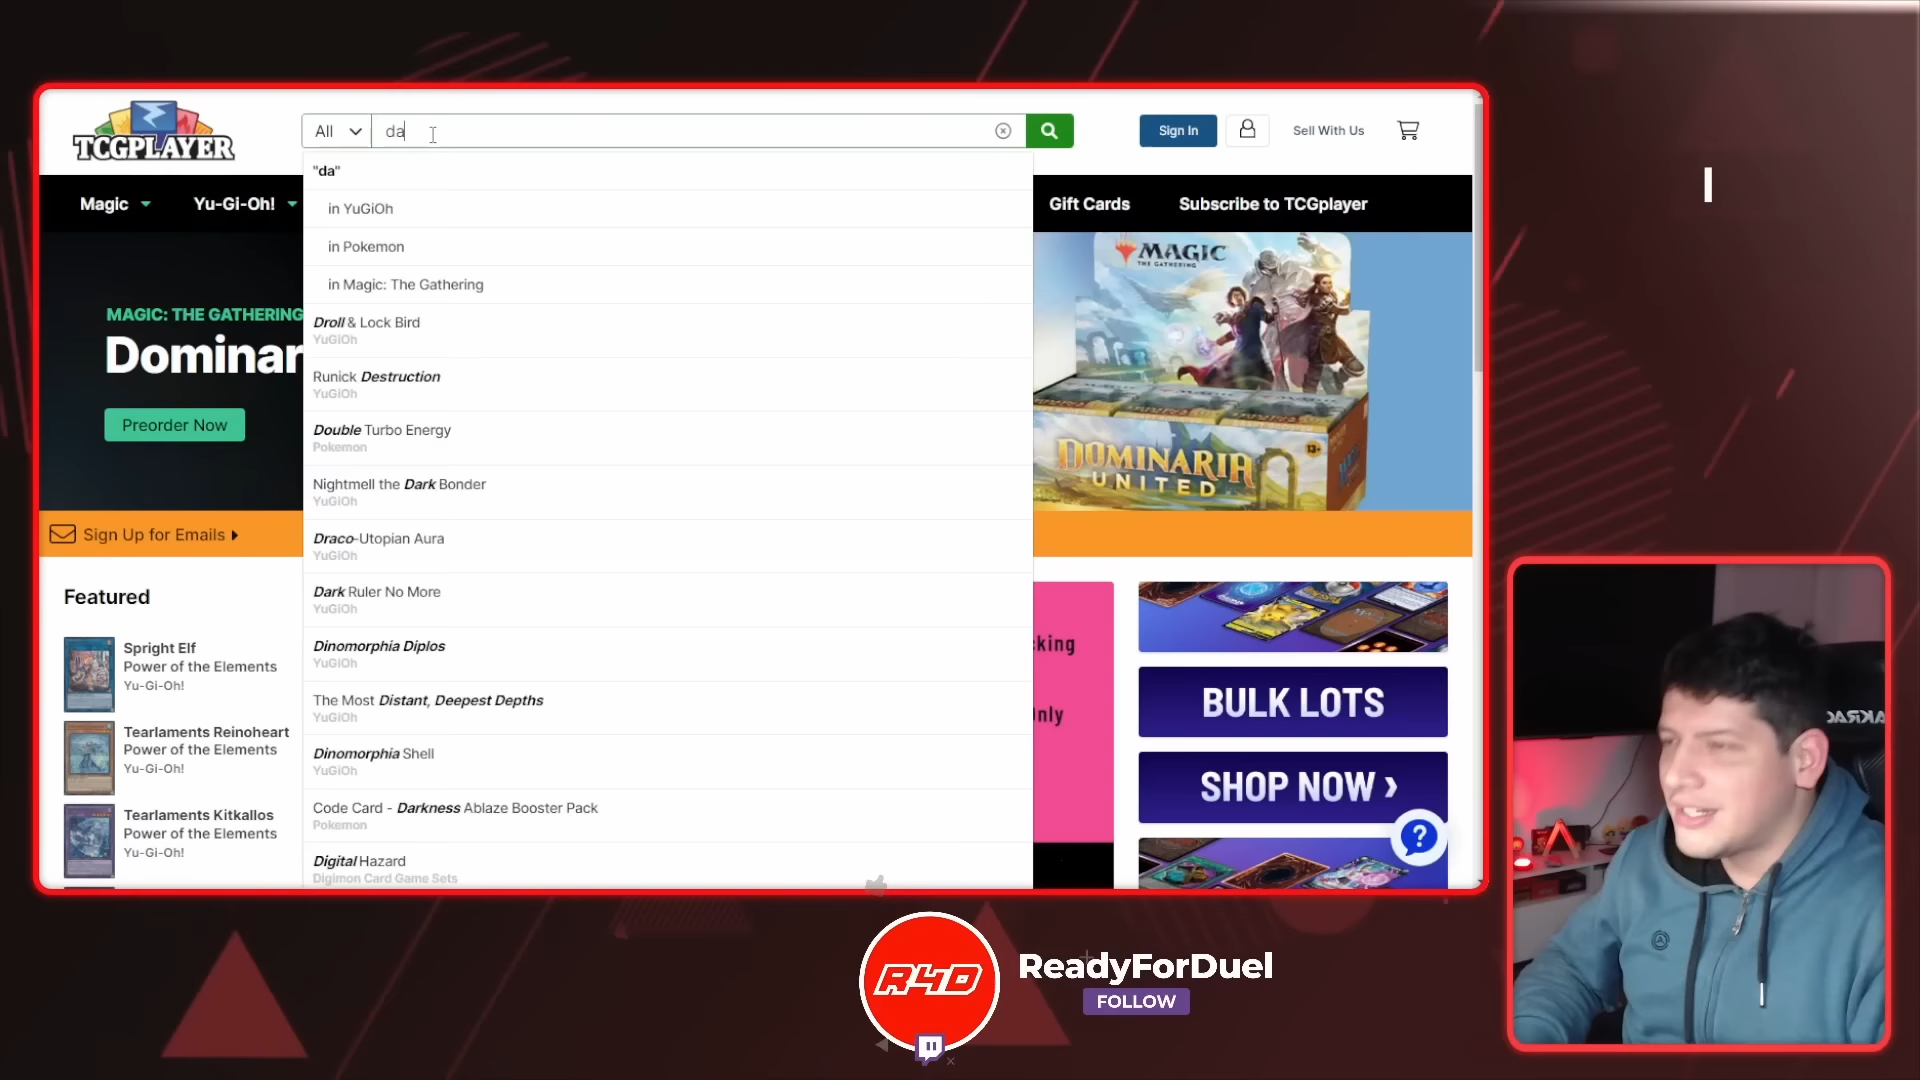 TCGPLAYER
All
da
Sign In
Sell With Us
"da"
in YuGiOh
in Pokemon
in Magic: The Gathering
Droll & Lock Bird
YuGiOh
Runick Destruction
YuGiOh
Double Turbo Energy
Pokemon
Nightmell the Dark Bonder
YuGiOh
Draco-Utopian Aura
YuGiOh
Dark Ruler No More
YuGiOh
Dinomorphia Diplos
YuGiOh
The Most Distant, Deepest Depths
YuGiOh
Dinomorphia Shell
YuGiOh
Code Card - Darkness Ablaze Booster Pack
Pokemon
Digital Hazard
Digimon Card Game Sets
Magic
Yu-Gi-Oh!
Gift Cards
Subscribe to TCGplayer
MAGIC: THE GATHERING
Dominar
Preorder Now
MAGIC
THE GATHERING
DOMINARIA
UNITED
13+
Sign Up for Emails
Featured
Spright Elf
Power of the Elements
Yu-Gi-Oh!
Tearlaments Reinoheart
Power of the Elements
Yu-Gi-Oh!
Tearlaments Kitkallos
Power of the Elements
Yu-Gi-Oh!
BULK LOTS
SHOP NOW ›
?
R4D
ReadyForDuel
FOLLOW